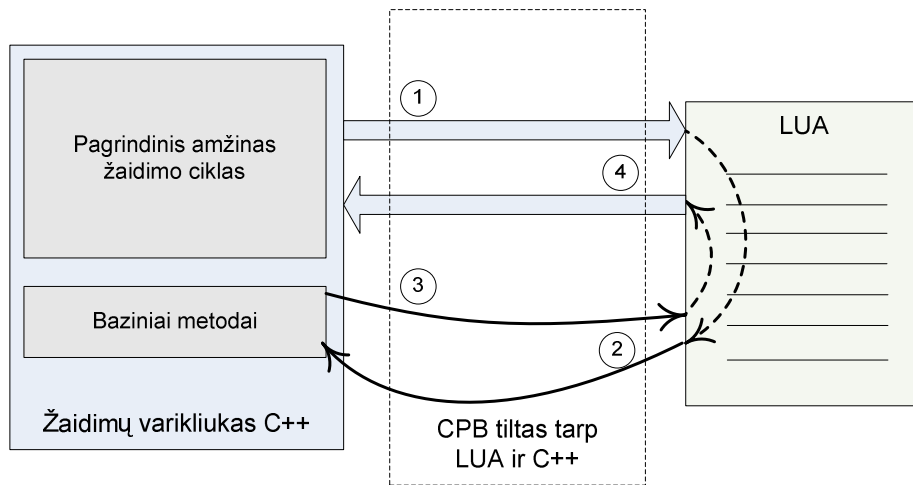 1
LUA
Pagrindinis amžinas
žaidimo ciklas
4
3
Baziniai metodai
2
Žaidimų varikliukas C++
CPB tiltas tarp
LUA ir C++